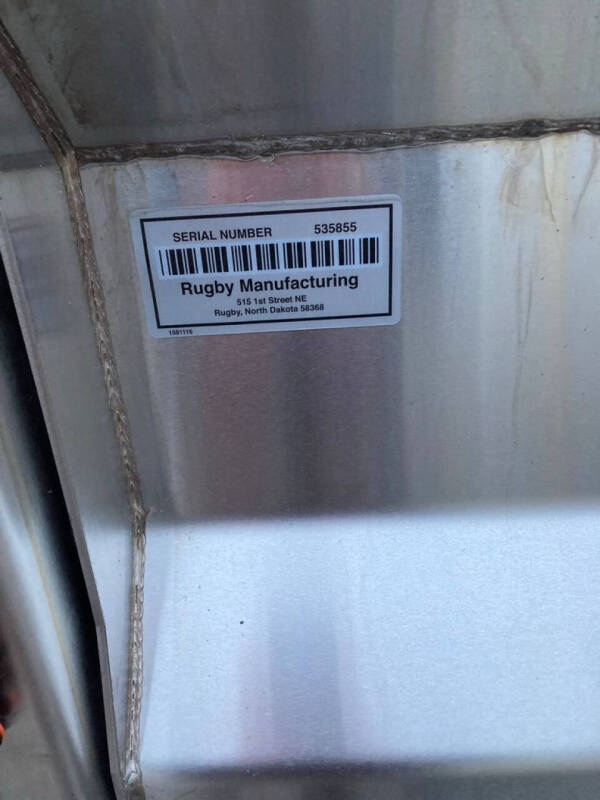 SERIAL NUMBER 535855
Rugby Manufacturing
515 1st Street NE
Rugby, North Dakota 58368
1581116